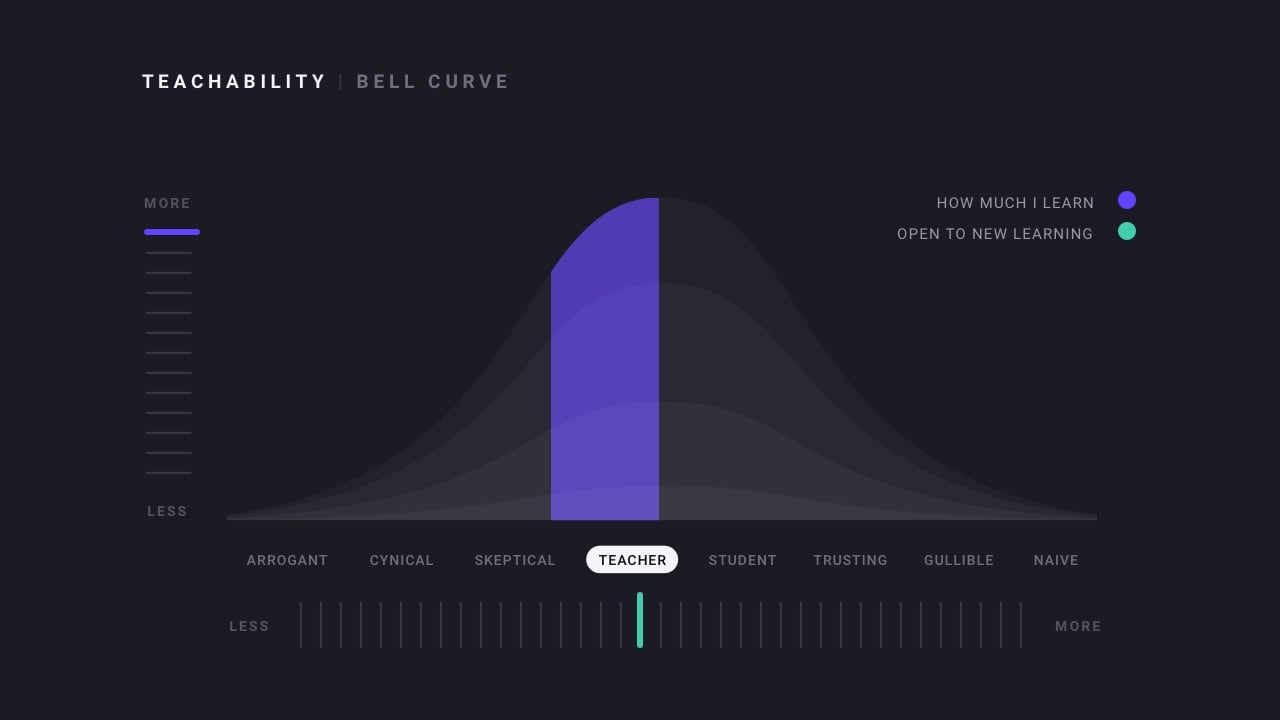 TEACHABILITY | BELL CURVE
MORE
HOW MUCH I LEARN
OPEN TO NEW LEARNING
LESS
ARROGANT CYNICAL SKEPTICAL TEACHER STUDENT TRUSTING GULLIBLE NAIVE
LESS MORE